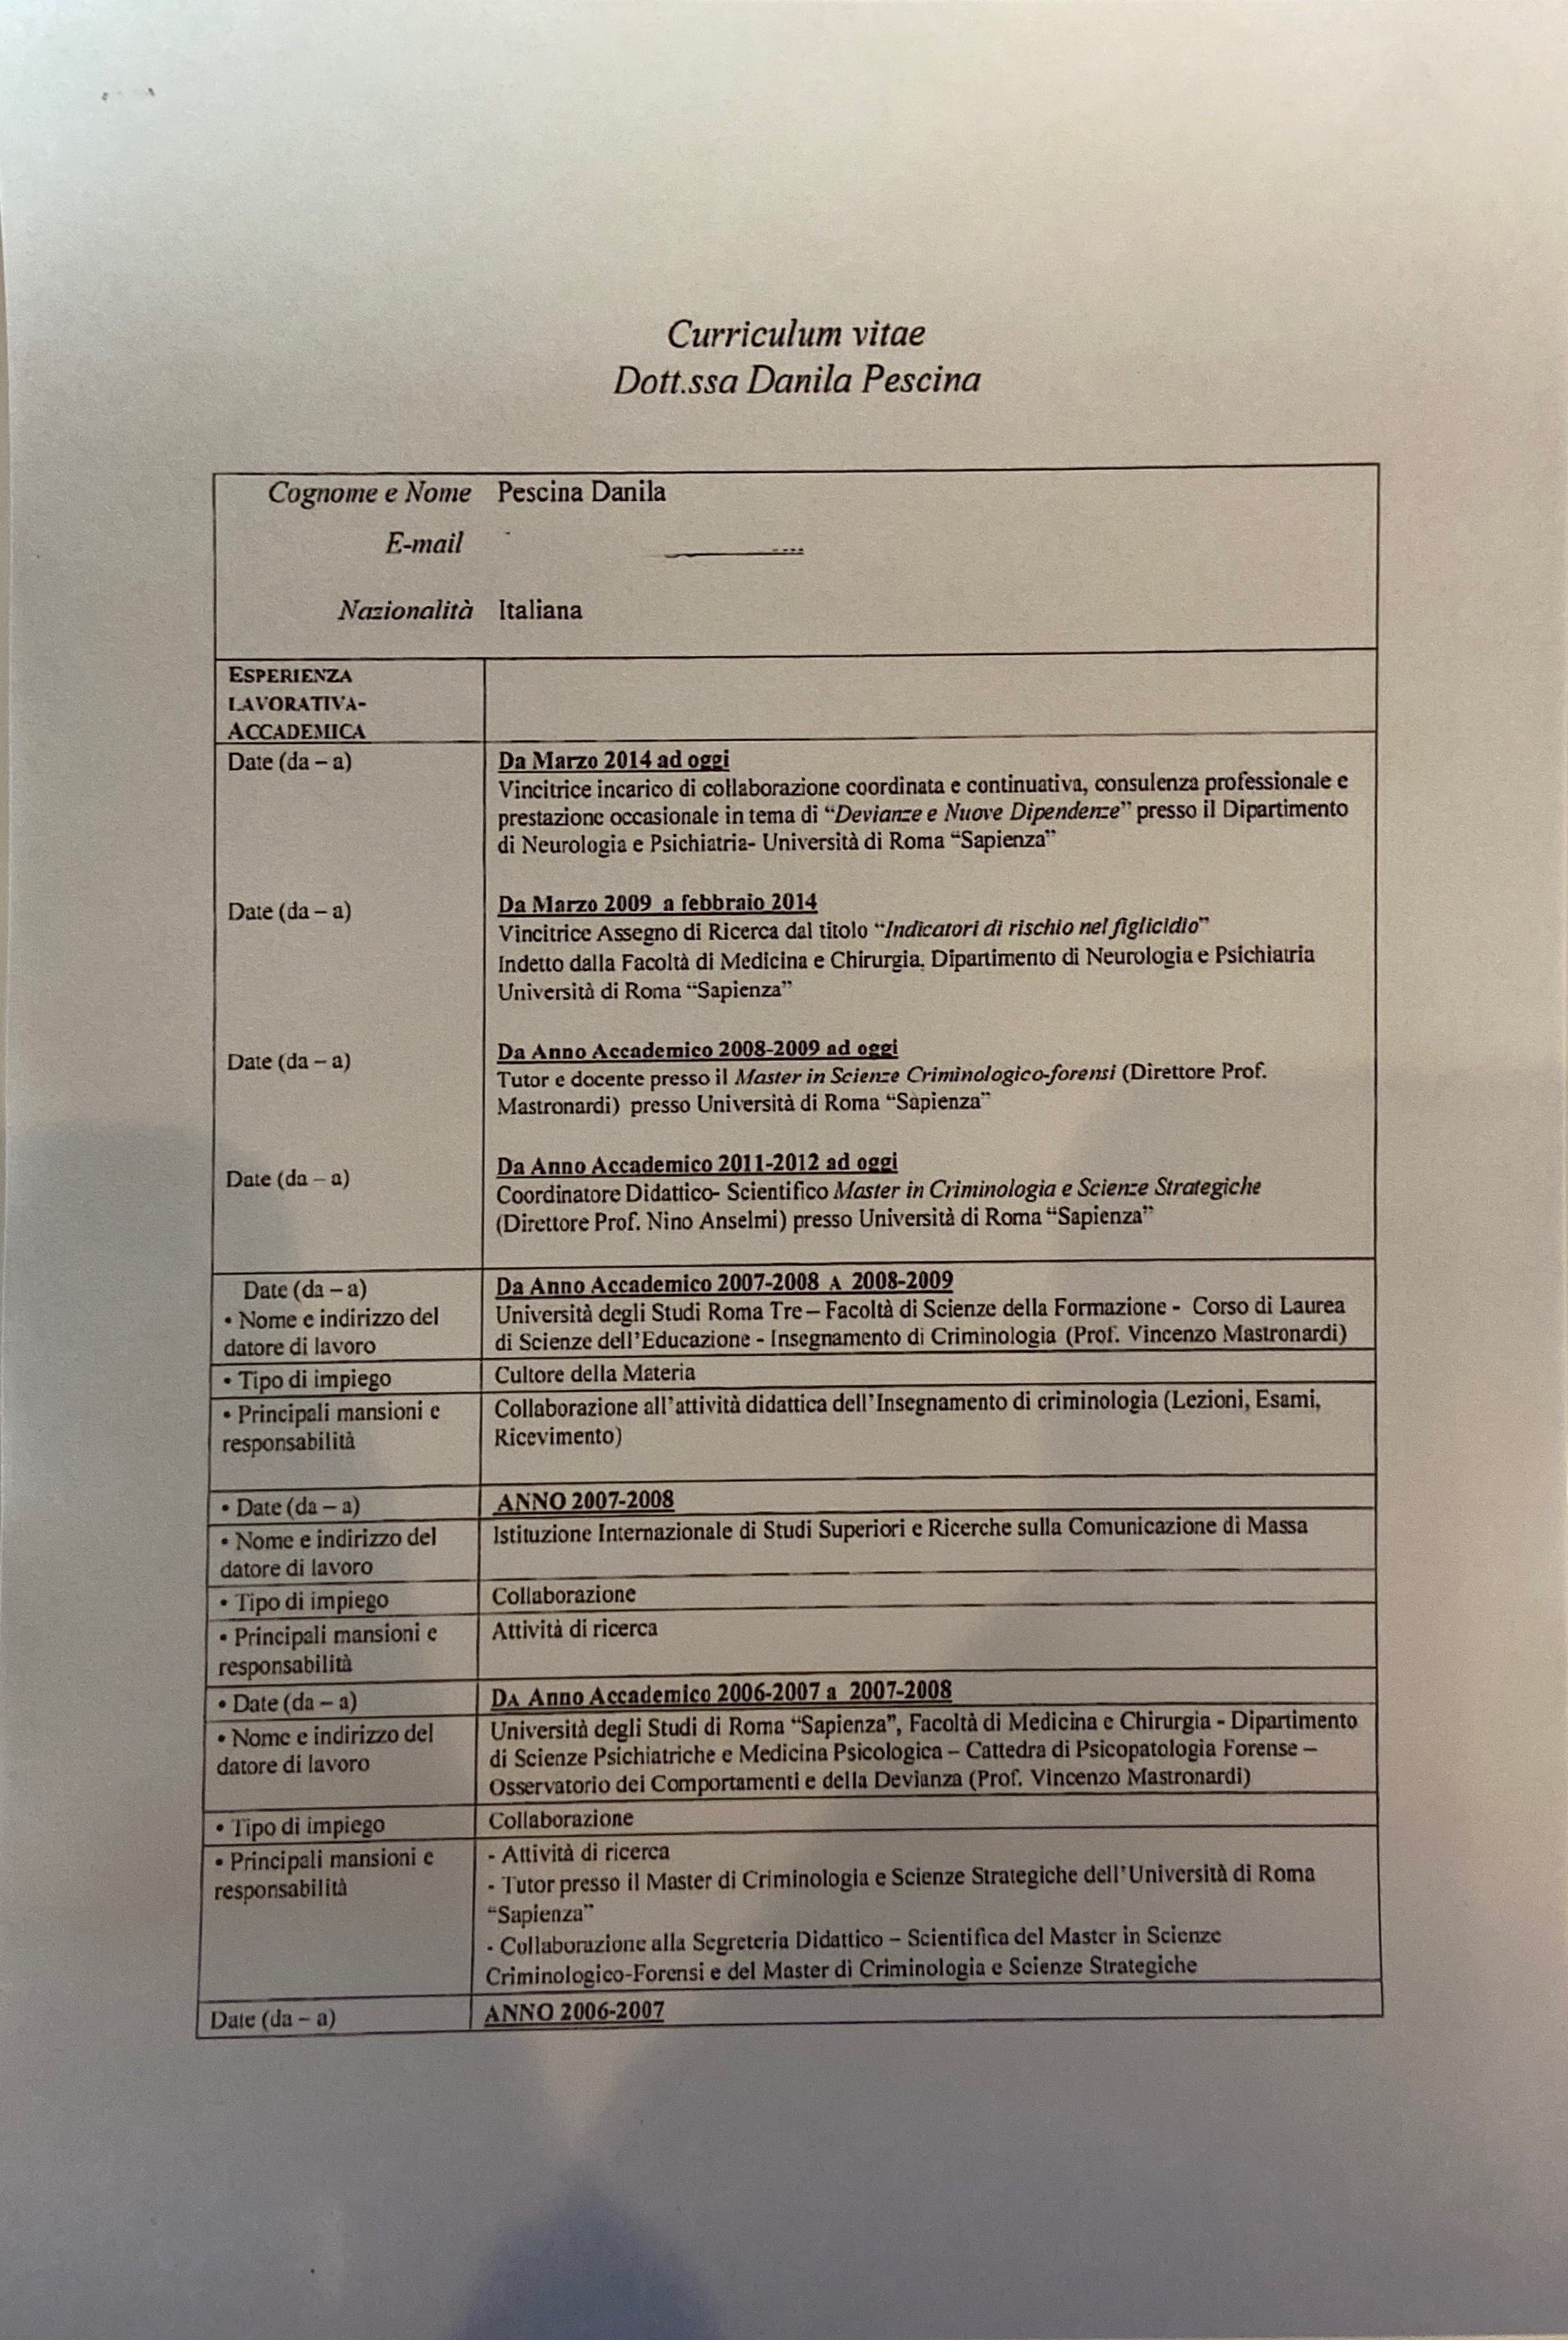 Curriculum vitae
Dott.ssa Danila Pescina
Cognome e Nome Pescina Danila
E-mail
Nazionalità Italiana
ESPERIENZA
LAVORATIVA-
ACCADEMICA
Date (da – a) Da Marzo 2014 ad oggi
Vincitrice incarico di collaborazione coordinata e continuativa, consulenza professionale e
prestazione occasionale in tema di “Devianze e Nuove Dipendenze” presso il Dipartimento
di Neurologia e Psichiatria- Università di Roma “Sapienza”
Date (da – a) Da Marzo 2009 a febbraio 2014
Vincitrice Assegno di Ricerca dal titolo “Indicatori di rischio nel figlicidio”
Indetto dalla Facoltà di Medicina e Chirurgia, Dipartimento di Neurologia e Psichiatria
Università di Roma “Sapienza”
Date (da – a) Da Anno Accademico 2008-2009 ad oggi
Tutor e docente presso il Master in Scienze Criminologico-forensi (Direttore Prof.
Mastronardi) presso Università di Roma “Sapienza”
Date (da – a) Da Anno Accademico 2011-2012 ad oggi
Coordinatore Didattico- Scientifico Master in Criminologia e Scienze Strategiche
(Direttore Prof. Nino Anselmi) presso Università di Roma “Sapienza”
Date (da – a) Da Anno Accademico 2007-2008 A 2008-2009
• Nome e indirizzo del Università degli Studi Roma Tre – Facoltà di Scienze della Formazione - Corso di Laurea
datore di lavoro di Scienze dell’Educazione - Insegnamento di Criminologia (Prof. Vincenzo Mastronardi)
• Tipo di impiego Cultore della Materia
• Principali mansioni e Collaborazione all’attività didattica dell’Insegnamento di criminologia (Lezioni, Esami,
responsabilità Ricevimento)
• Date (da – a) ANNO 2007-2008
• Nome e indirizzo del Istituzione Internazionale di Studi Superiori e Ricerche sulla Comunicazione di Massa
datore di lavoro
• Tipo di impiego Collaborazione
• Principali mansioni e Attività di ricerca
responsabilità
• Date (da – a) DA Anno Accademico 2006-2007 a 2007-2008
• Nome e indirizzo del Università degli Studi di Roma “Sapienza”, Facoltà di Medicina e Chirurgia - Dipartimento
datore di lavoro di Scienze Psichiatriche e Medicina Psicologica – Cattedra di Psicopatologia Forense –
Osservatorio dei Comportamenti e della Devianza (Prof. Vincenzo Mastronardi)
• Tipo di impiego Collaborazione
• Principali mansioni e - Attività di ricerca
responsabilità - Tutor presso il Master di Criminologia e Scienze Strategiche dell’Università di Roma
“Sapienza”
- Collaborazione alla Segreteria Didattico – Scientifica del Master in Scienze
Criminologico-Forensi e del Master di Criminologia e Scienze Strategiche
Date (da – a) ANNO 2006-2007